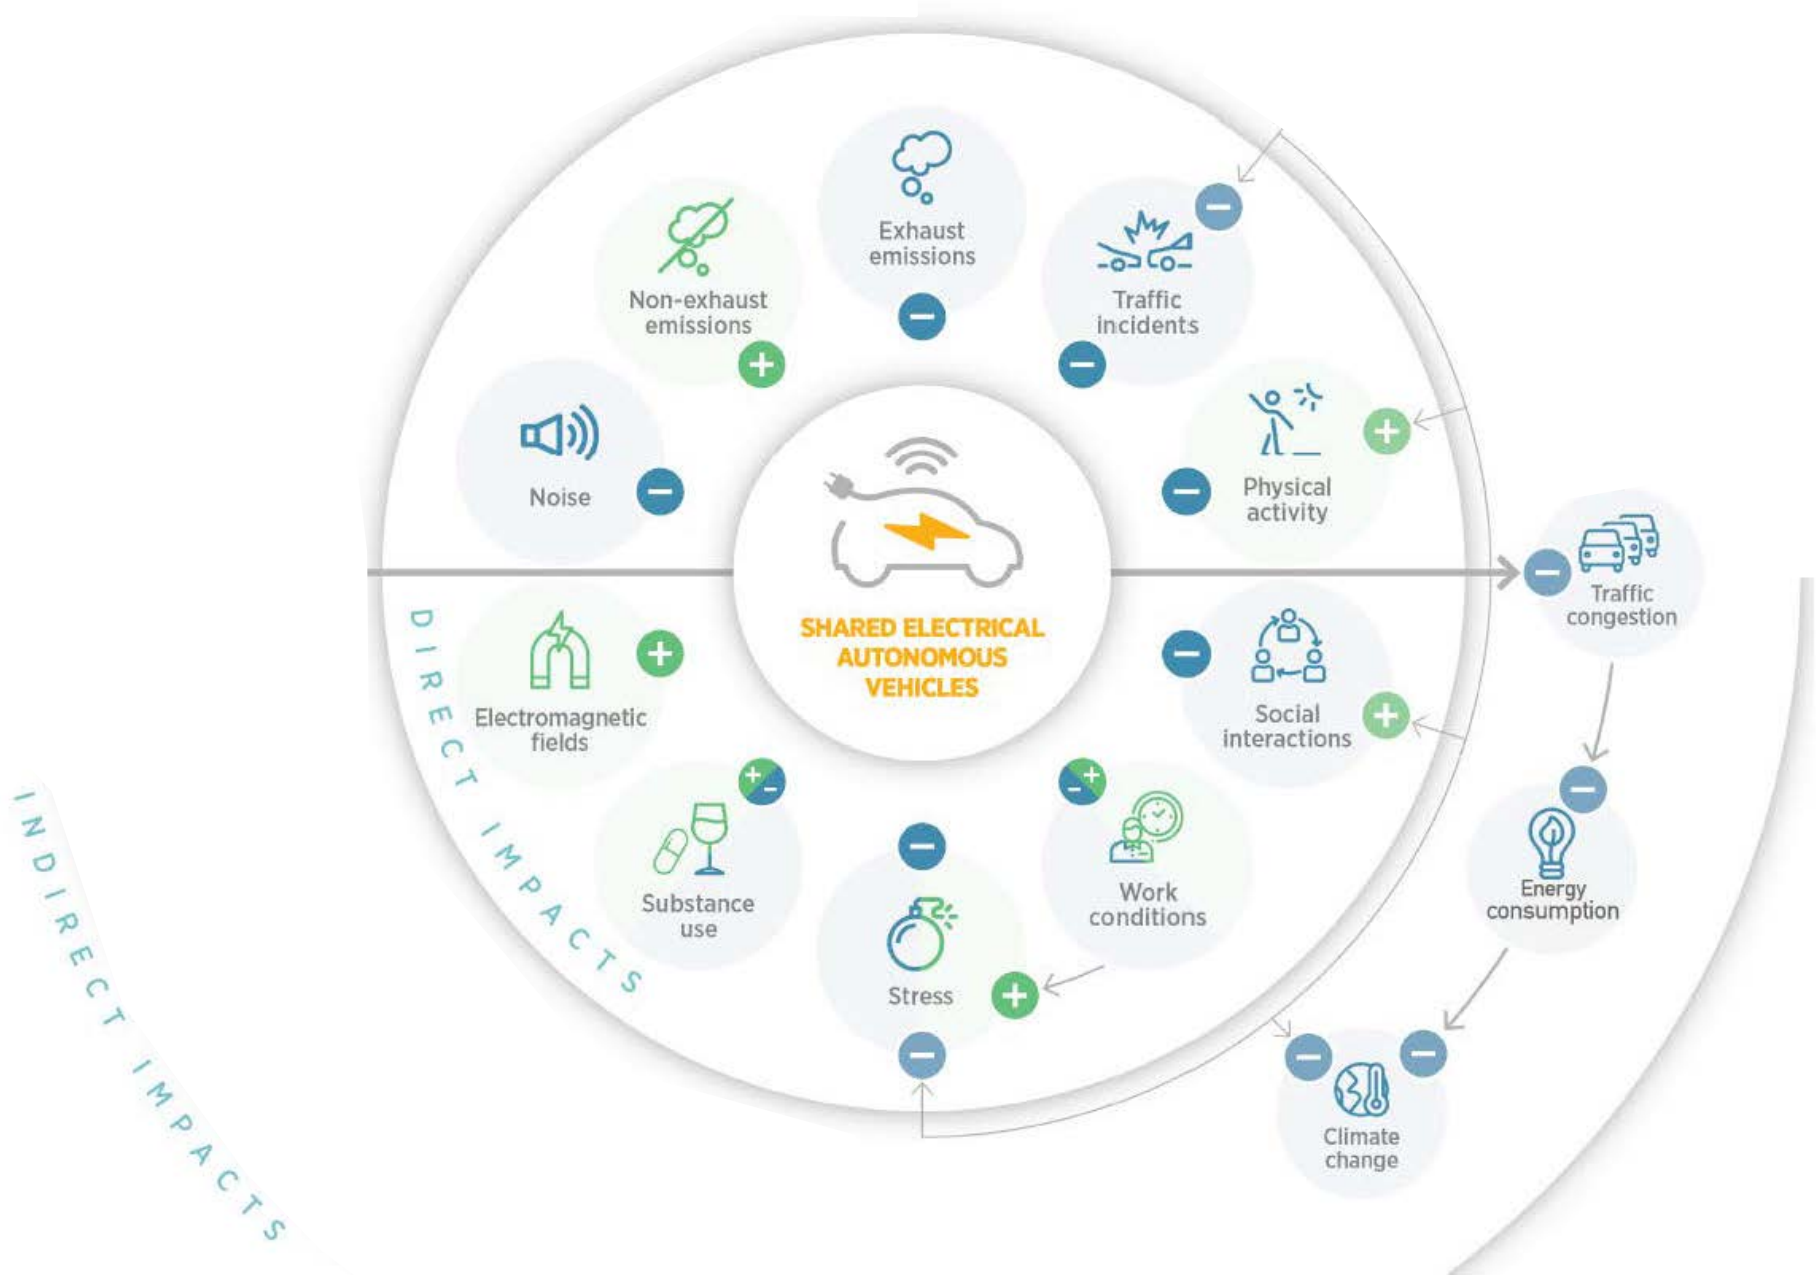 Exhaust
emissions
Non-exhaust
emissions
Traffic
incidents
Noise
Physical
activity
SHARED ELECTRICAL
AUTONOMOUS
VEHICLES
Traffic
congestion
Electromagnetic
fields
Social
interactions
Substance
use
Stress
Work
conditions
Energy
consumption
Climate
change
DIRECT IMPACTS
INDIRECT IMPACTS